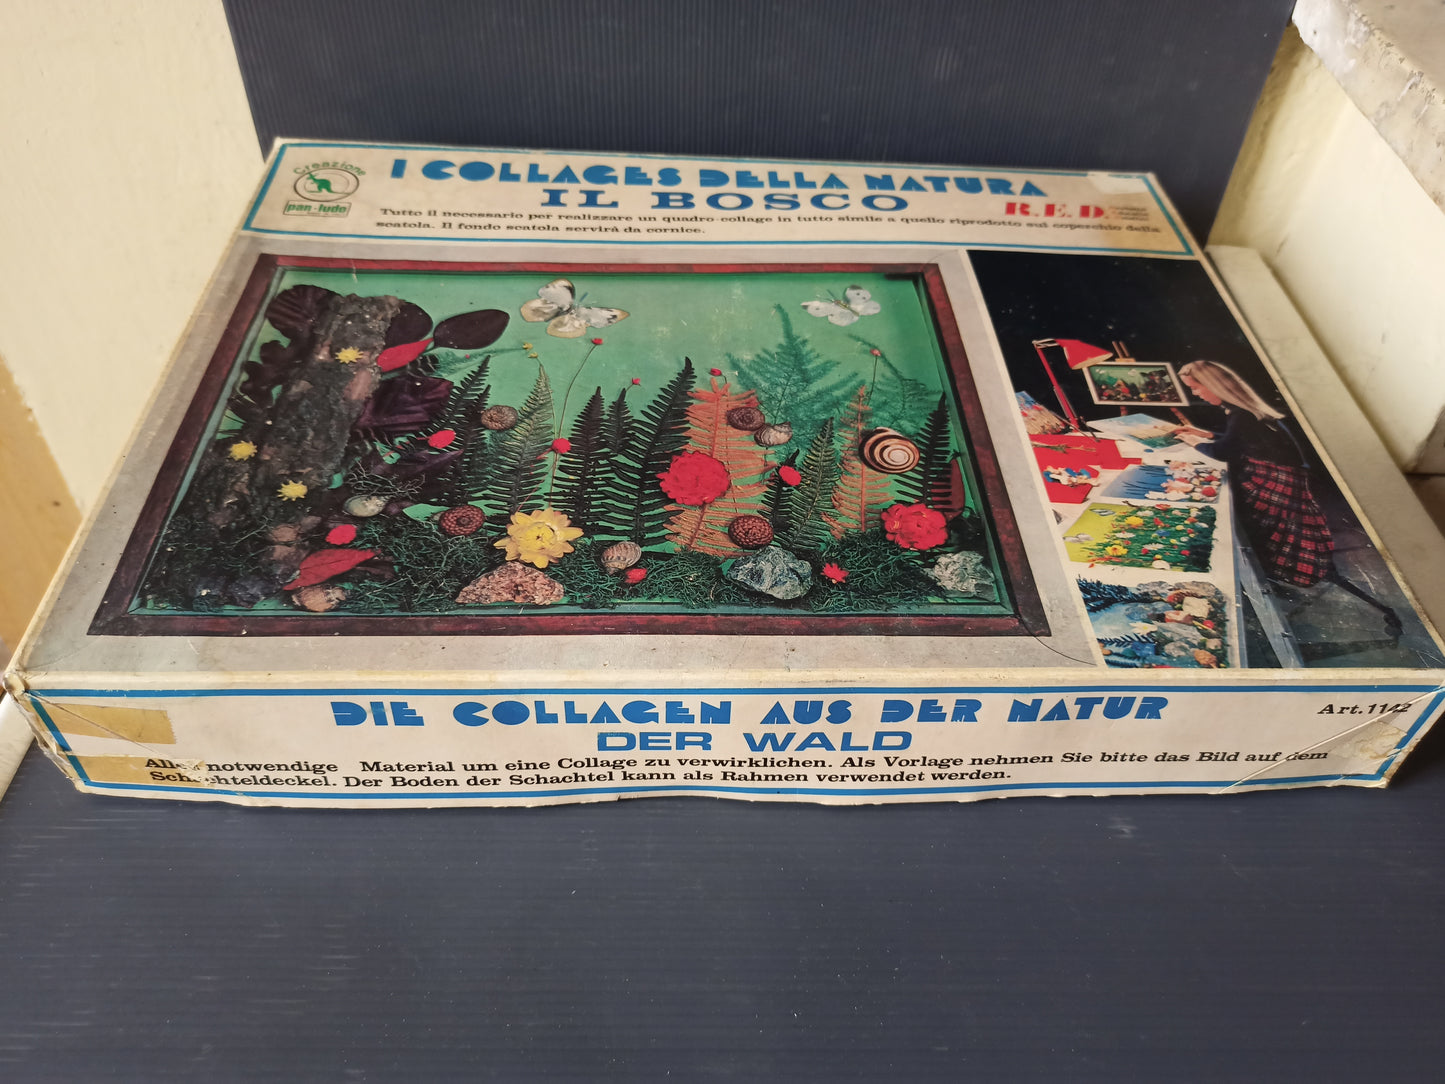 Creazione
pan-ludo
I COLLAGES DELLA NATURA
IL BOSCO
R.E.D.
Tutto il necessario per realizzare un quadro-collage in tutto simile a quello riprodotto sul coperchio della
scatola. Il fondo scatola servirà da cornice.
DIE COLLAGEN AUS DER NATUR
Art. 1142
DER WALD
Alles notwendige Material um eine Collage zu verwirklichen. Als Vorlage nehmen Sie bitte das Bild auf dem
Schachteldeckel. Der Boden der Schachtel kann als Rahmen verwendet werden.